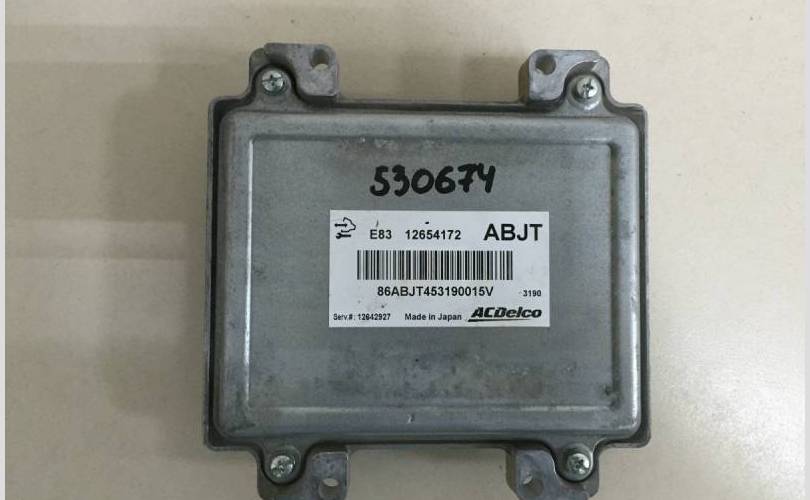 530674
E83 12654172 ABJT
86ABJT453190015V 3190
Serv.#: 12642927 Made in Japan ACDelco